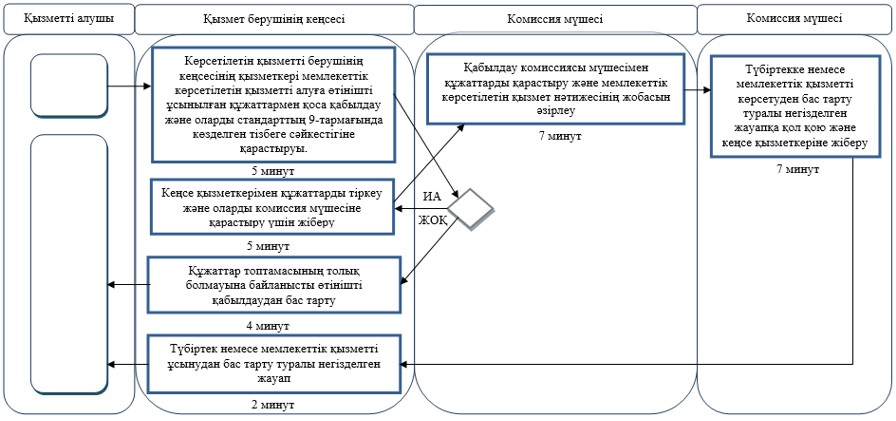 Қызметті алушы
Қызмет берушінің кеңсесі
Комиссия мүшесі
Комиссия мүшесі
Көрсетілетін қызметті берушінің
кеңсесінің қызметкері мемлекеттік
көрсетілетін қызметті алуға өтінішті
ұсынылған құжаттармен қоса қабылдау
және оларды стандарттың 9-тармағында
көзделген тізбеге сәйкестігіне
қарастыруы.
5 минут
Кеңсе қызметкерімен құжаттарды тіркеу
және оларды комиссия мүшесіне
қарастыру үшін жіберу
5 минут
Құжаттар топтамасының толық
болмауына байланысты өтінішті
қабылдаудан бас тарту
4 минут
Түбіртек немесе мемлекеттік қызметті
ұсынудан бас тарту туралы негізделген
жауап
2 минут
ИА
ЖОҚ
Қабылдау комиссиясы мүшесімен
құжаттарды қарастыру және мемлекеттік
көрсетілетін қызмет нәтижесінің жобасын
әзірлеу
7 минут
Түбіртекке немесе
мемлекеттік қызметті
көрсетуден бас тарту
туралы негізделген
жауапқа қол қою және
кеңсе қызметкеріне жіберу
7 минут